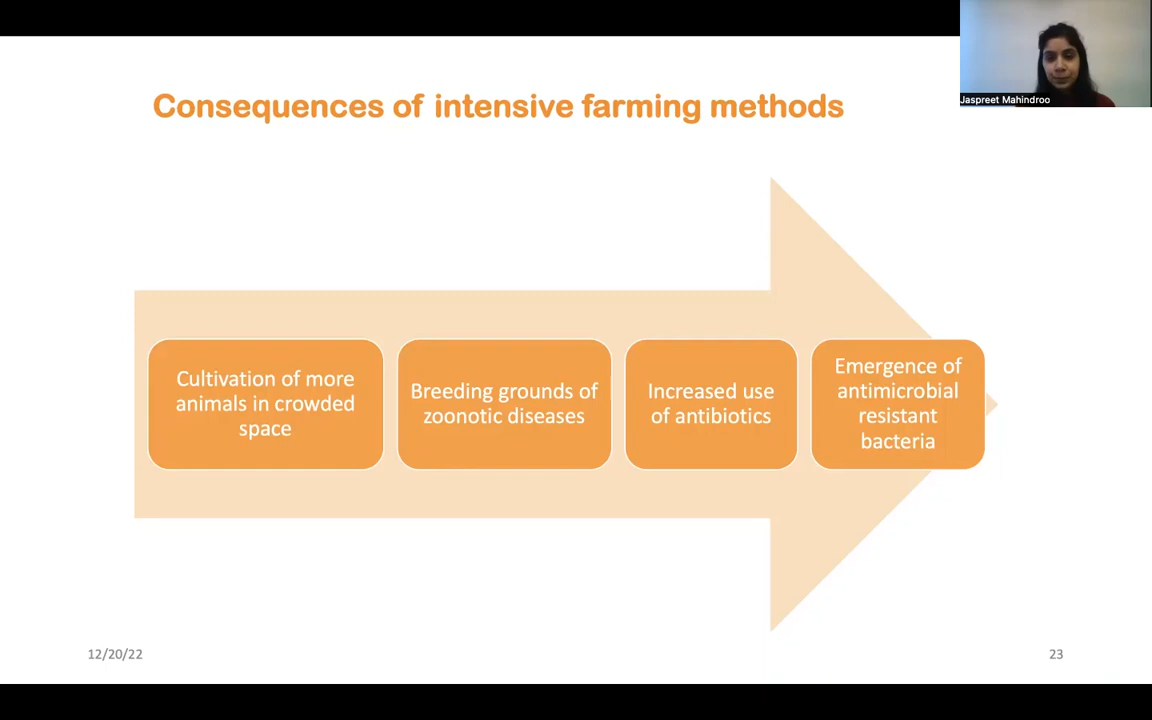 Jaspreet Mahindroo
Consequences of intensive farming methods
Cultivation of more
animals in crowded
space
Breeding grounds of
zoonotic diseases
Increased use
of antibiotics
Emergence of
antimicrobial
resistant
bacteria
12/20/22
23